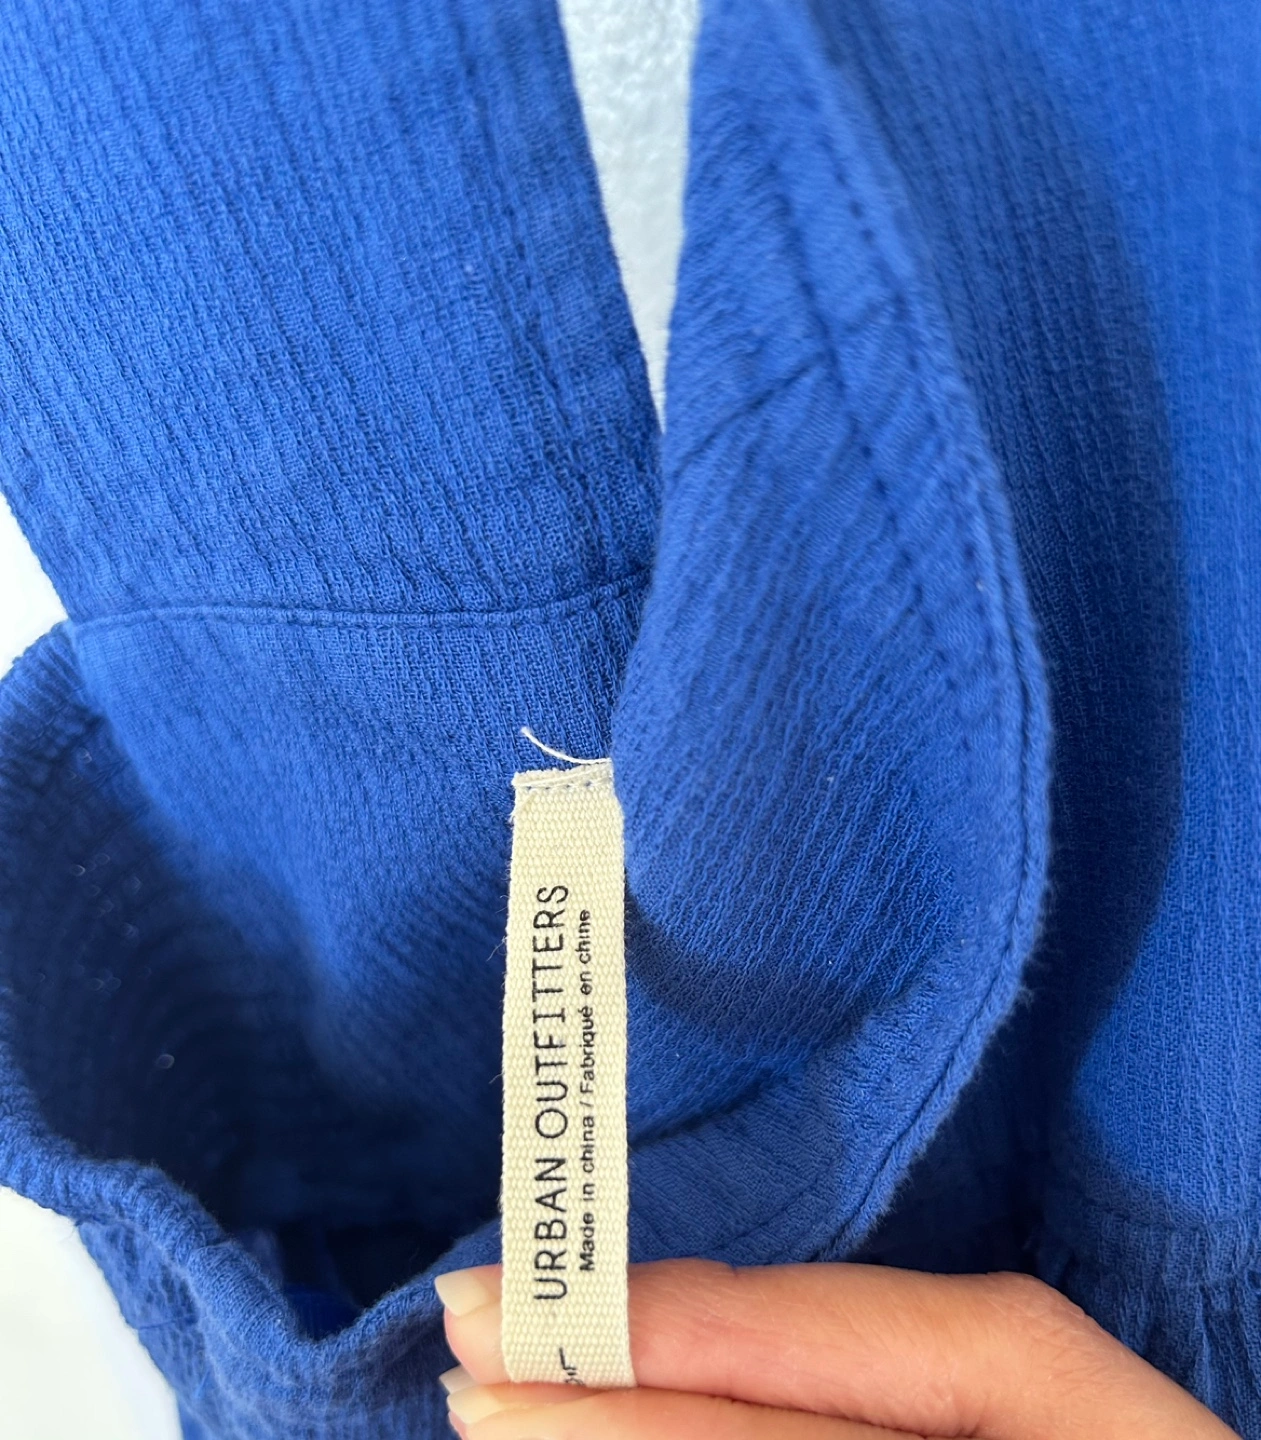 URBAN OUTFITTERS
Made in china / Fabriqué en chine